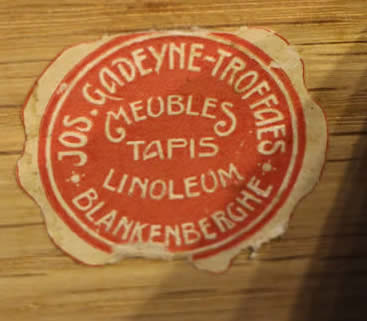 JOS. GADEYNE-TROFFAES
MEUBLES
TAPIS
LINOLEUM
BLANKENBERGHE